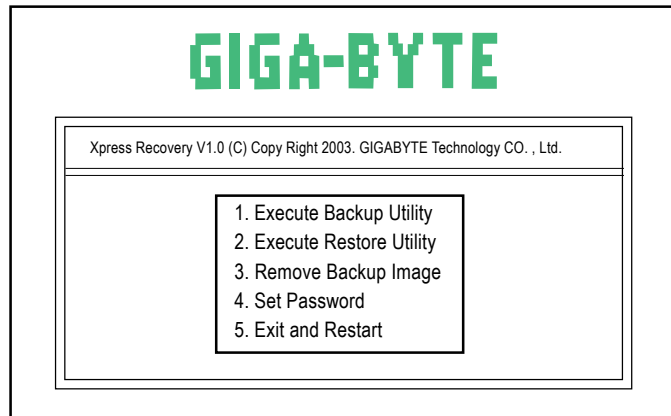 GIGA-BYTE
Xpress Recovery V1.0 (C) Copy Right 2003. GIGABYTE Technology CO. , Ltd.
1. Execute Backup Utility
2. Execute Restore Utility
3. Remove Backup Image
4. Set Password
5. Exit and Restart